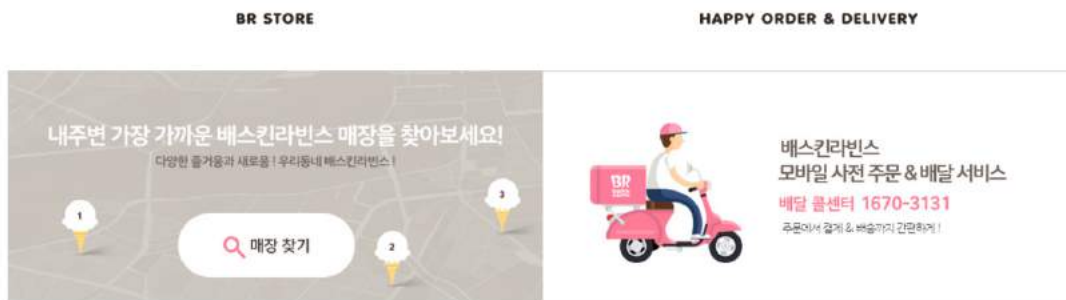 BR STORE
HAPPY ORDER & DELIVERY
내주변 가장 가까운 배스킨라빈스 매장을 찾아보세요!
다양한 즐거움과 새로움 ! 우리동네 배스킨라빈스 !
1
3
매장 찾기
2
BR
배스킨라빈스
모바일 사전 주문 & 배달 서비스
배달 콜센터 1670-3131
주문에서 결제 & 배송까지 간편하게 !